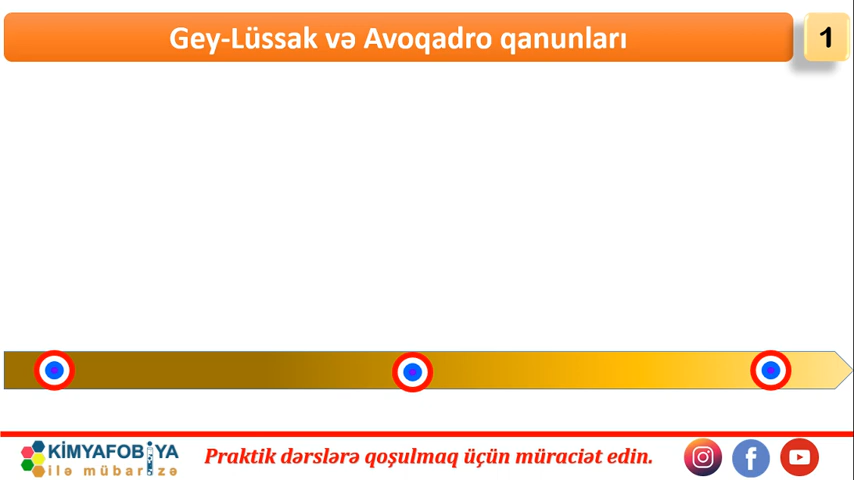 Gey-Lüssak və Avoqadro qanunları
1
KİMYAFOBİYA
ilə mübarizə
Praktik dərslərə qoşulmaq üçün müraciət edin.